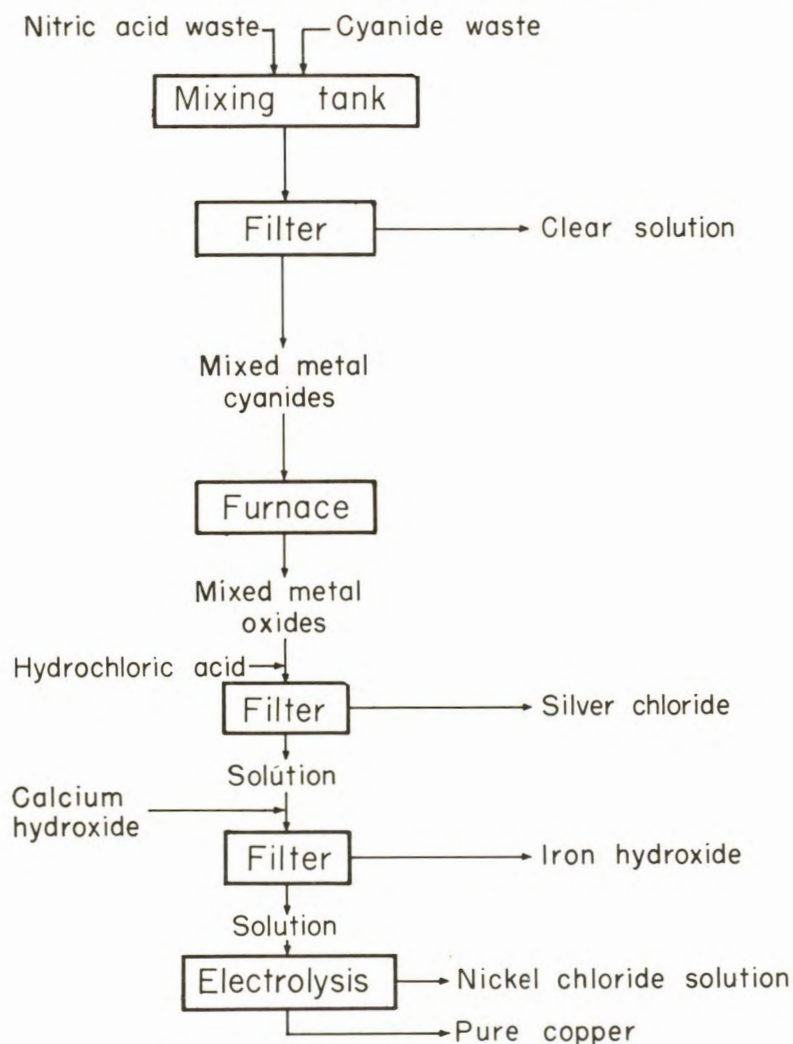 Nitric acid waste
Cyanide waste
Mixing tank
Filter
Clear solution
Mixed metal
cyanides
Furnace
Mixed metal
oxides
Hydrochloric acid
Filter
Silver chloride
Solution
Calcium
hydroxide
Filter
Iron hydroxide
Solution
Electrolysis
Nickel chloride solution
Pure copper